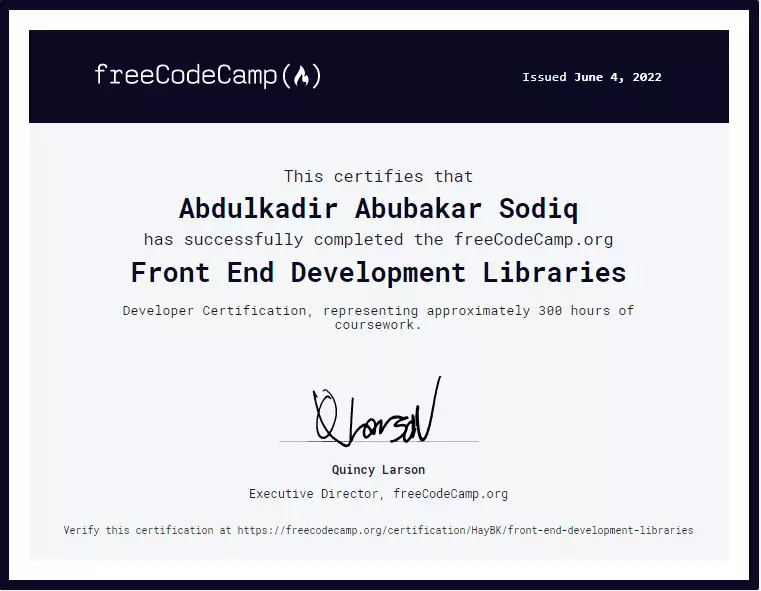 freeCodeCamp(🔥)
Issued June 4, 2022
This certifies that
Abdulkadir Abubakar Sodiq
has successfully completed the freeCodeCamp.org
Front End Development Libraries
Developer Certification, representing approximately 300 hours of
coursework.
QLarson
Quincy Larson
Executive Director, freeCodeCamp.org
Verify this certification at https://freecodecamp.org/certification/HayBK/front-end-development-libraries